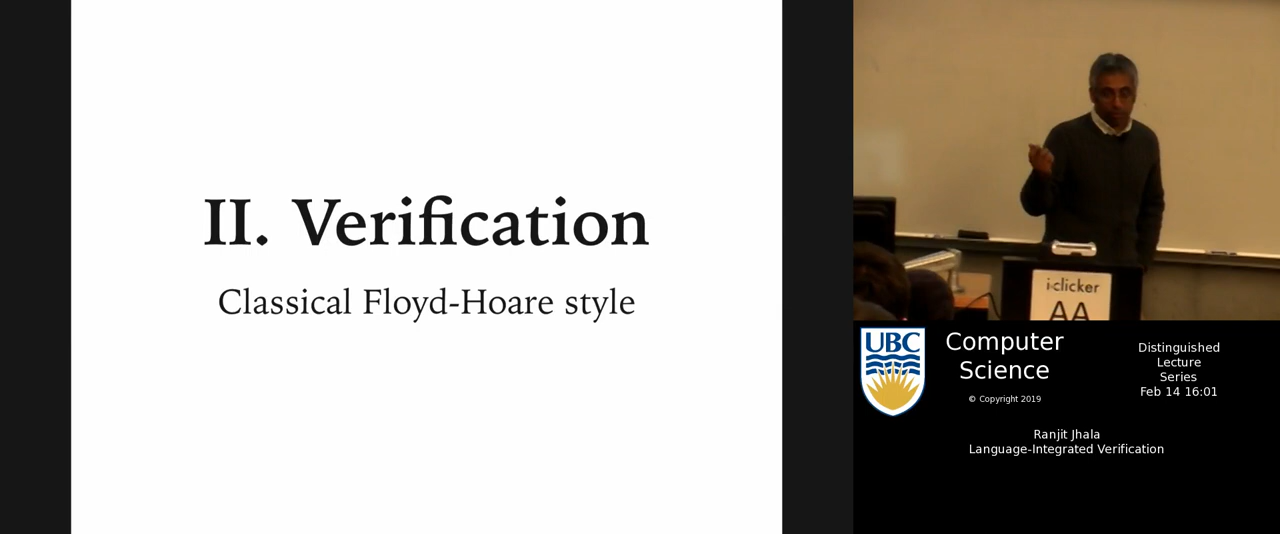 II. Verification
Classical Floyd-Hoare style
i>clicker
AA
UBC
Computer
Science
© Copyright 2019
Distinguished
Lecture
Series
Feb 14 16:01
Ranjit Jhala
Language-Integrated Verification